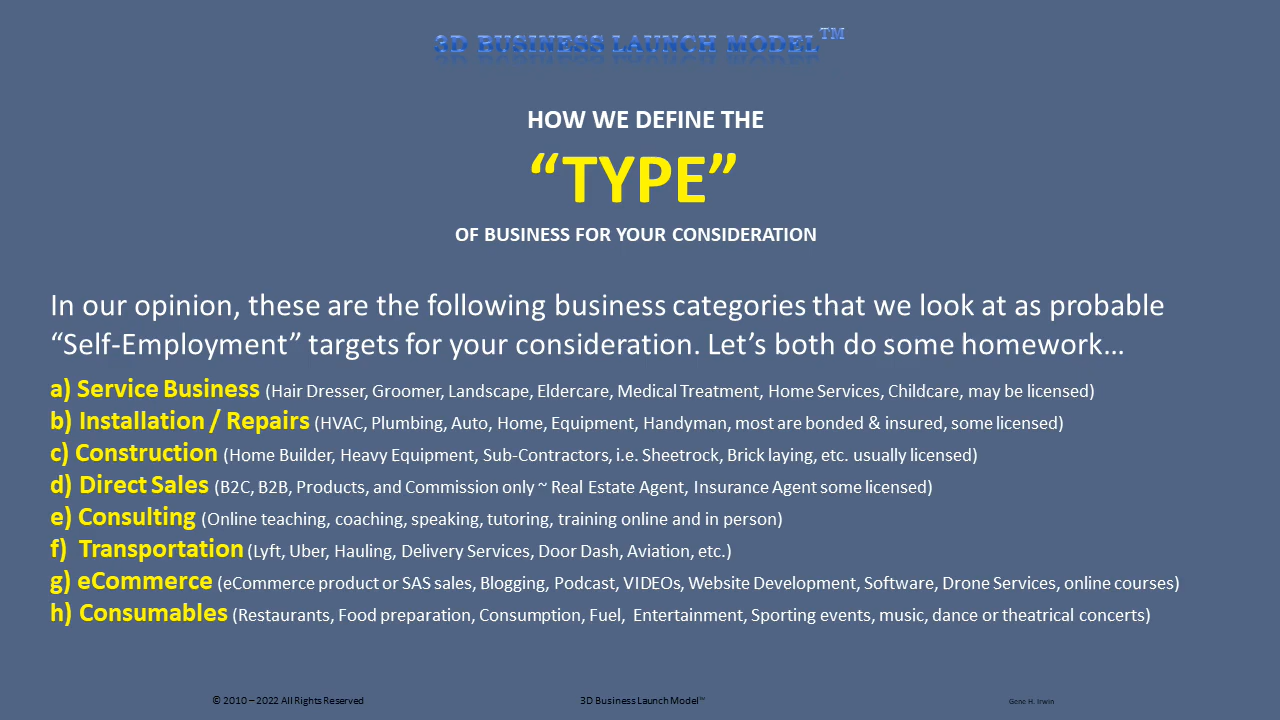 3D BUSINESS LAUNCH MODEL™
HOW WE DEFINE THE
“TYPE”
OF BUSINESS FOR YOUR CONSIDERATION
In our opinion, these are the following business categories that we look at as probable
“Self-Employment” targets for your consideration. Let’s both do some homework…
a) Service Business (Hair Dresser, Groomer, Landscape, Eldercare, Medical Treatment, Home Services, Childcare, may be licensed)
b) Installation / Repairs (HVAC, Plumbing, Auto, Home, Equipment, Handyman, most are bonded & insured, some licensed)
c) Construction (Home Builder, Heavy Equipment, Sub-Contractors, i.e. Sheetrock, Brick laying, etc. usually licensed)
d) Direct Sales (B2C, B2B, Products, and Commission only ~ Real Estate Agent, Insurance Agent some licensed)
e) Consulting (Online teaching, coaching, speaking, tutoring, training online and in person)
f) Transportation (Lyft, Uber, Hauling, Delivery Services, Door Dash, Aviation, etc.)
g) eCommerce (eCommerce product or SAS sales, Blogging, Podcast, VIDEOs, Website Development, Software, Drone Services, online courses)
h) Consumables (Restaurants, Food preparation, Consumption, Fuel, Entertainment, Sporting events, music, dance or theatrical concerts)
© 2010 – 2022 All Rights Reserved 3D Business Launch Model™ Gene H. Irwin